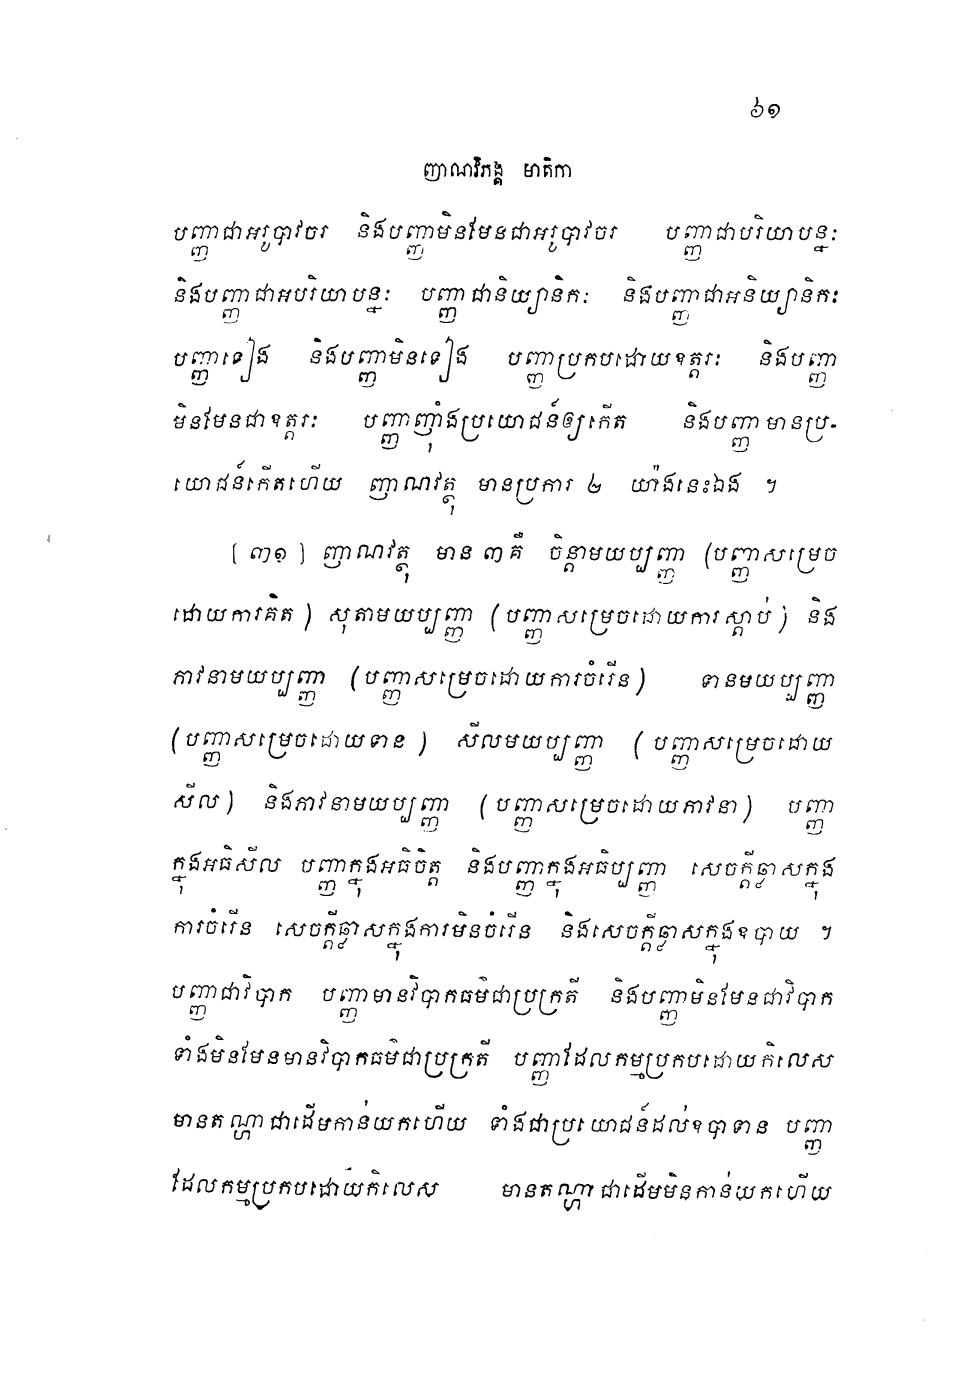 ៦១
ញាណវិភង្គ មាតិកា
បញ្ញាជាអរូបាវចរ និងបញ្ញាមិនមែនជាអរូបាវចរ បញ្ញាជាបរិយាបន្នៈ
និងបញ្ញាជាអបរិយាបន្នៈ បញ្ញាជានិយ្យានិកៈ និងបញ្ញាជាអនិយ្យានិកៈ
បញ្ញាទៀង និងបញ្ញាមិនទៀង បញ្ញាប្រកបដោយឧត្តរៈ និងបញ្ញា
មិនមែនជាឧត្តរៈ បញ្ញាញ៉ាំងប្រយោជន៍ឲ្យកើត និងបញ្ញាមានប្រ-
យោជន៍កើតហើយ ញាណវត្ថុ មានប្រការ ២ យ៉ាងនេះឯង ។
(៣១) ញាណវត្ថុ មាន ៣ គឺ ចិន្តាមយប្បញ្ញា (បញ្ញាសម្រេច
ដោយការគិត) សុតាមយប្បញ្ញា (បញ្ញាសម្រេចដោយការស្តាប់) និង
ភាវនាមយប្បញ្ញា (បញ្ញាសម្រេចដោយការចំរើន) ទានមយប្បញ្ញា
(បញ្ញាសម្រេចដោយទាន) សីលមយប្បញ្ញា (បញ្ញាសម្រេចដោយ
សីល) និងភាវនាមយប្បញ្ញា (បញ្ញាសម្រេចដោយភាវនា) បញ្ញា
ក្នុងអធិសីល បញ្ញាក្នុងអធិចិត្ត និងបញ្ញាក្នុងអធិប្បញ្ញា សេចក្តីឆ្លាសក្នុង
ការចំរើន សេចក្តីឆ្លាសក្នុងការមិនចំរើន និងសេចក្តីឆ្លាសក្នុងឧបាយ ។
បញ្ញាជាវិបាក បញ្ញាមានវិបាកធម៌ជាប្រក្រតី និងបញ្ញាមិនមែនជាវិបាក
ទាំងមិនមែនមានវិបាកធម៌ជាប្រក្រតី បញ្ញាដែលកម្មប្រកបដោយកិលេស
មានតណ្ហាជាដើមកាន់យកហើយ ទាំងជាប្រយោជន៍ដល់ឧបាទាន បញ្ញា
ដែលកម្មប្រកបដោយកិលេស មានតណ្ហាជាដើមមិនកាន់យកហើយ